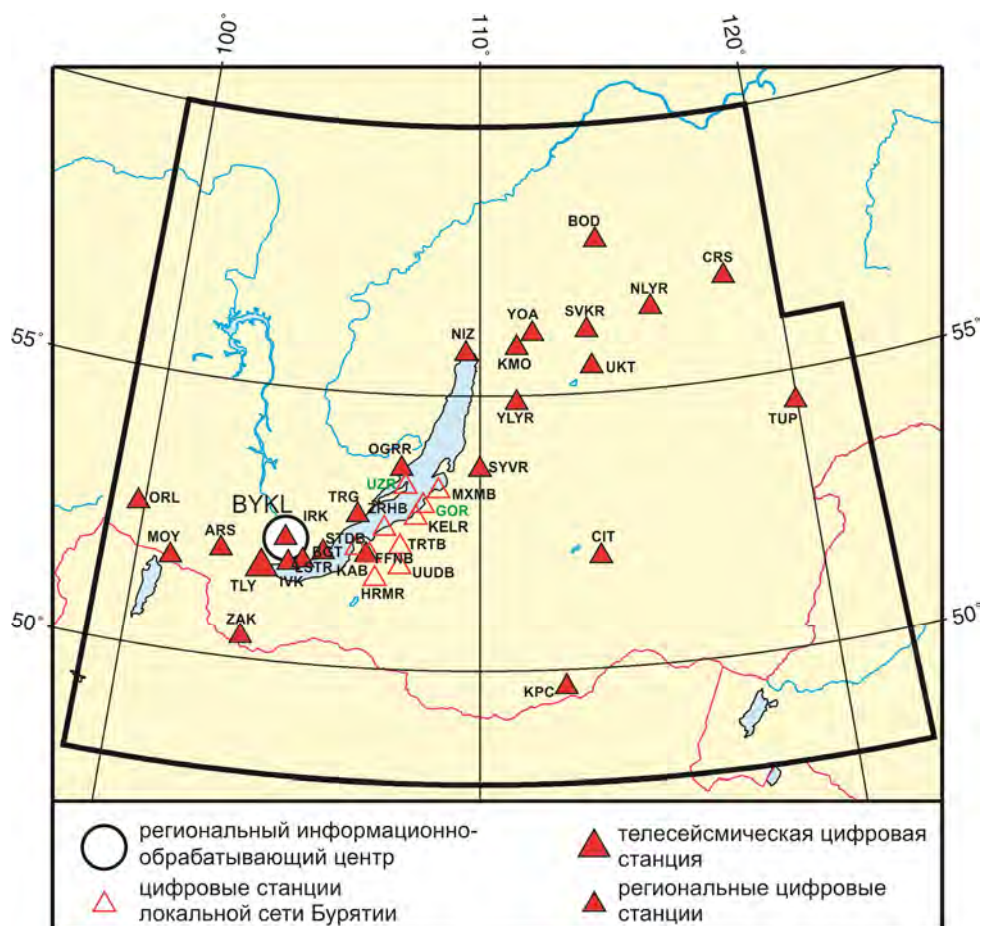 100°
110°
120°
BOD
CRS
NLYR
YOA
SVKR
NIZ
55°
55°
KMO
UKT
YLYR
TUP
OGRR
SYVR
UZR
MXMB
ORL
BYKL
TRG
ZRHB
GOR
IRK
KELR
MOY
ARS
STDB
CIT
BGT
TRTB
LSTR
FFNB
TLY
IVK
KAB
UUDB
HRMR
ZAK
50°
50°
KPC
региональный информационно-
обрабатывающий центр
цифровые станции
локальной сети Бурятии
телесейсмическая цифровая
станция
региональные цифровые
станции